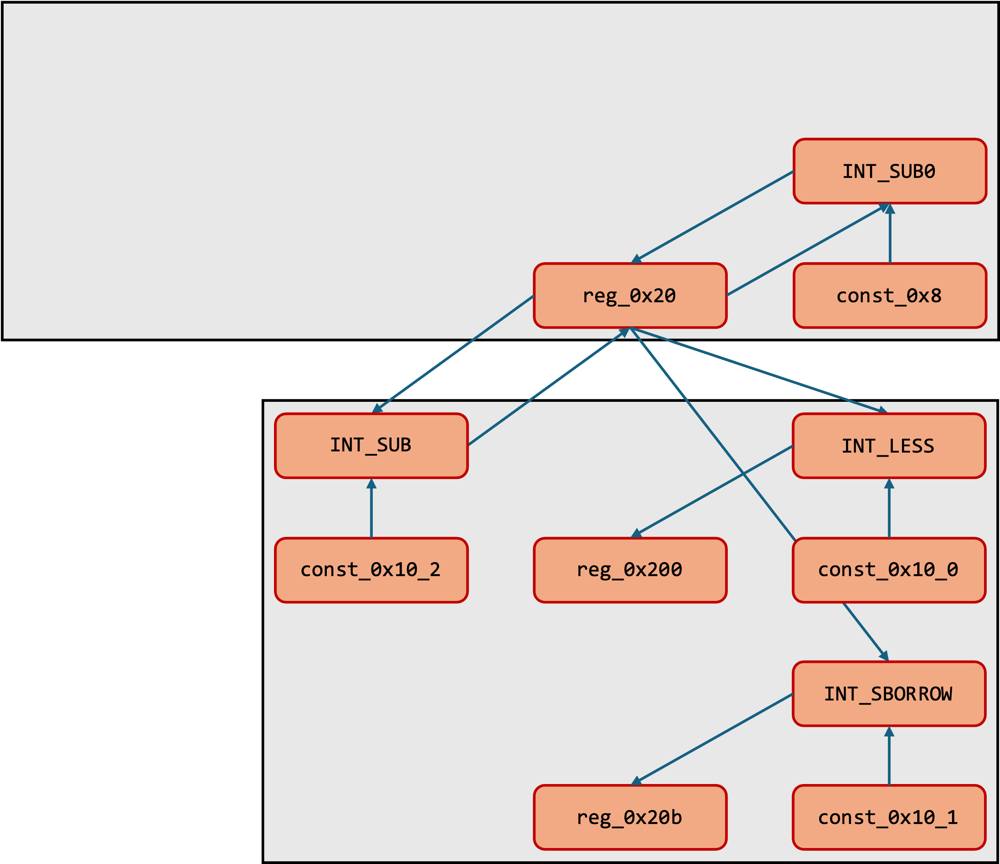 INT_SUB0
reg_0x20
const_0x8
INT_SUB
INT_LESS
const_0x10_2
reg_0x200
const_0x10_0
INT_SBORROW
reg_0x20b
const_0x10_1